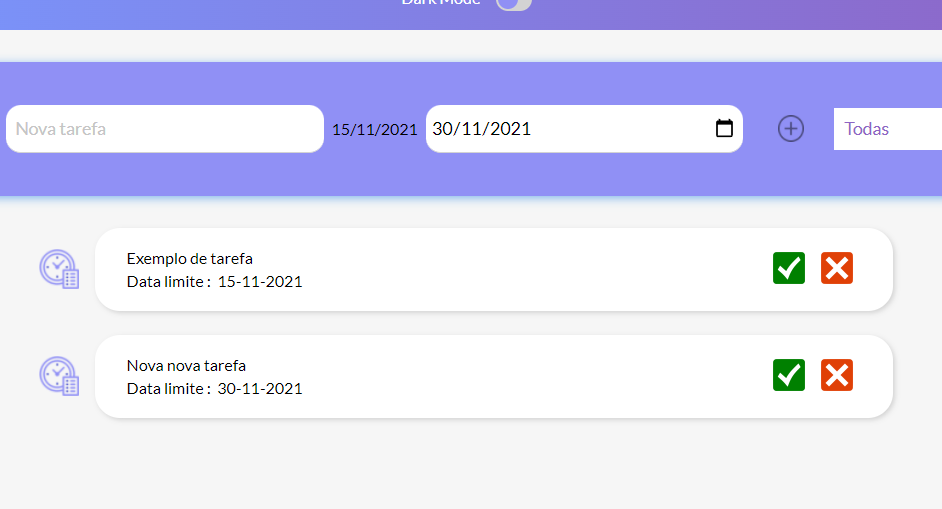 Dark Mode
Nova tarefa 15/11/2021 30/11/2021 Todas
Exemplo de tarefa
Data limite : 15-11-2021
Nova nova tarefa
Data limite : 30-11-2021